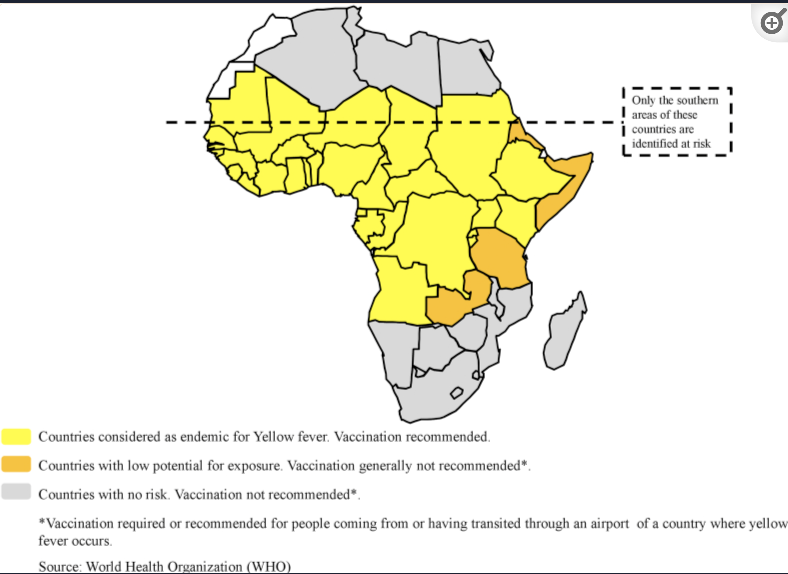 Only the southern
areas of these
countries are
identified at risk
Countries considered as endemic for Yellow fever. Vaccination recommended.
Countries with low potential for exposure. Vaccination generally not recommended*.
Countries with no risk. Vaccination not recommended*.
*Vaccination required or recommended for people coming from or having transited through an airport of a country where yellow
fever occurs.
Source: World Health Organization (WHO)